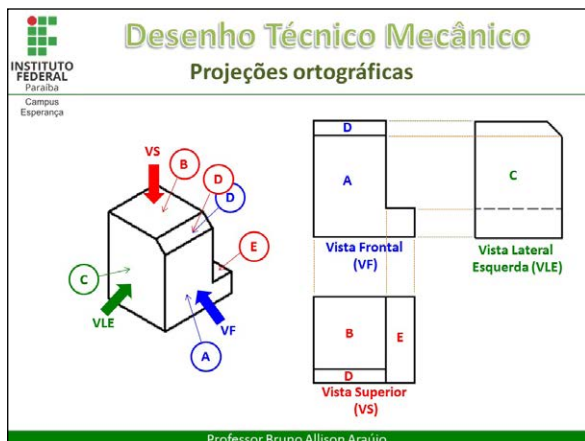 Desenho Técnico Mecânico
Projeções ortográficas
INSTITUTO
FEDERAL
Paraíba
Campus
Esperança
VS
B
D
D
E
C
VLE
VF
A
D
A
C
Vista Frontal
(VF)
Vista Lateral
Esquerda (VLE)
B
E
D
Vista Superior
(VS)
Professor Bruno Allison Araújo